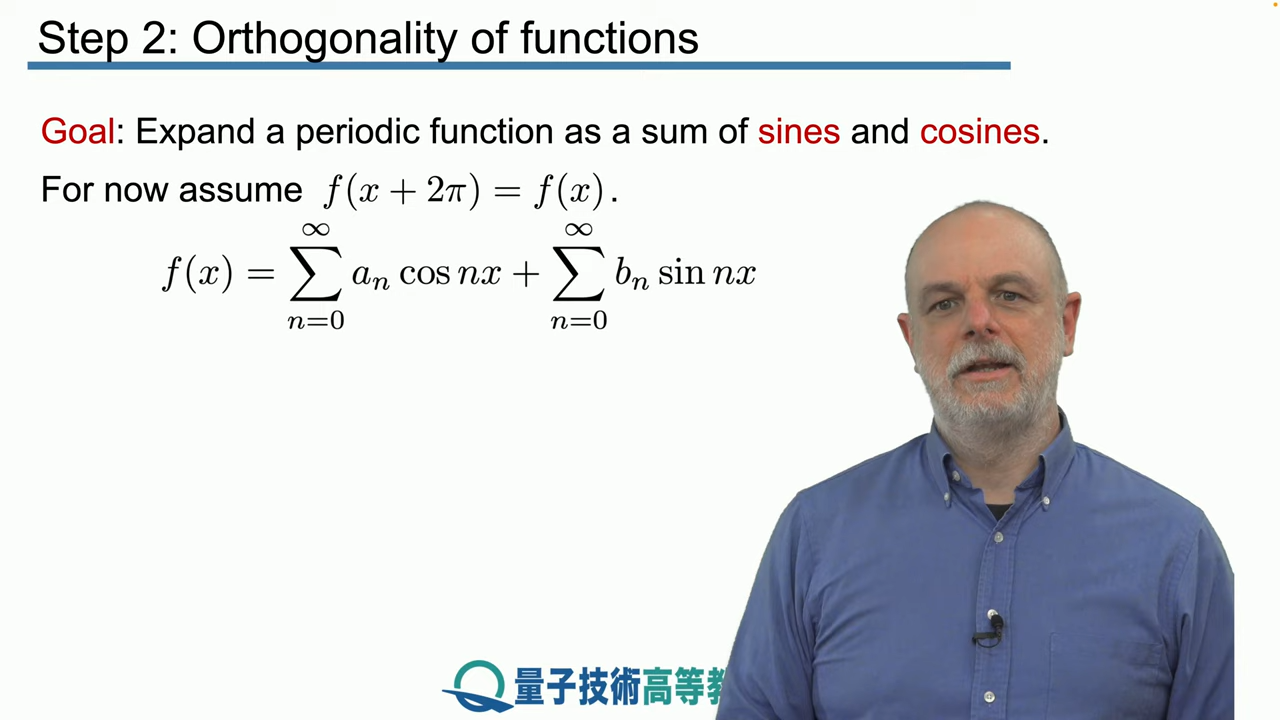 Step 2: Orthogonality of functions
Goal: Expand a periodic function as a sum of sines and cosines.
For now assume f(x + 2π) = f(x).
f(x) = ∑_{n=0}^{∞} a_n cos nx + ∑_{n=0}^{∞} b_n sin nx
量子技術高等教